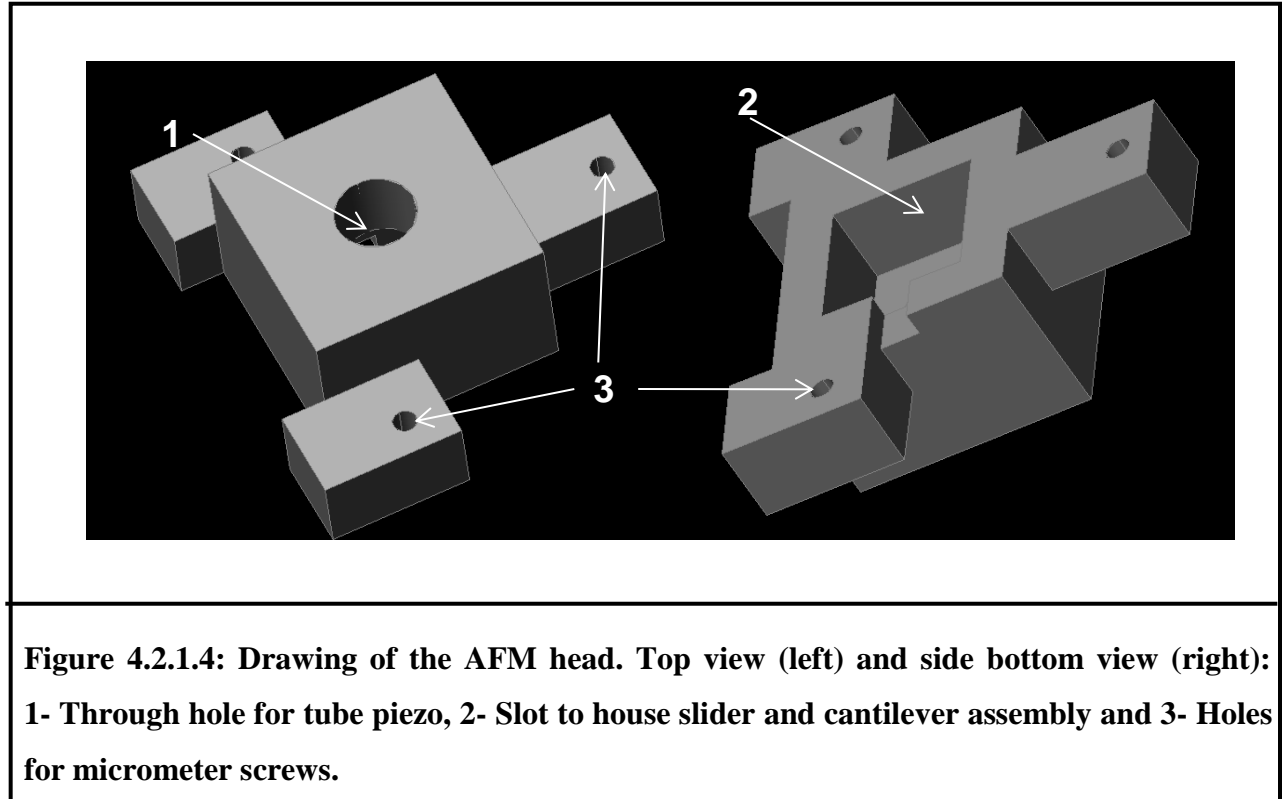 1
2
3
Figure 4.2.1.4: Drawing of the AFM head. Top view (left) and side bottom view (right):
1- Through hole for tube piezo, 2- Slot to house slider and cantilever assembly and 3- Holes
for micrometer screws.